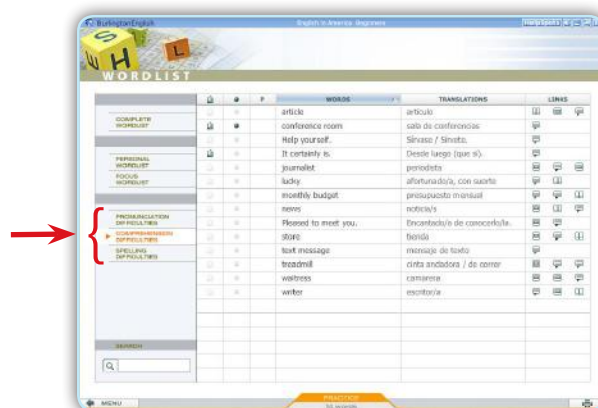 BurlingtonEnglish English in America Beginners
W H L
WORDLIST
P WORDS TRANSLATIONS LINKS
COMPLETE WORDLIST
PERSONAL WORDLIST
FOCUS WORDLIST
PRONUNCIATION DIFFICULTIES
COMPREHENSION DIFFICULTIES
SPELLING DIFFICULTIES
SEARCH
article artículo
conference room sala de conferencias
Help yourself. Sírvase / Sírvete.
It certainly is. Desde luego (que sí).
journalist periodista
lucky afortunado/a, con suerte
monthly budget presupuesto mensual
news noticia/s
Pleased to meet you. Encantado/a de conocerlo/la.
store tienda
text message mensaje de texto
treadmill cinta andadora / de correr
waitress camarera
writer escritor/a
MENU PRACTICE